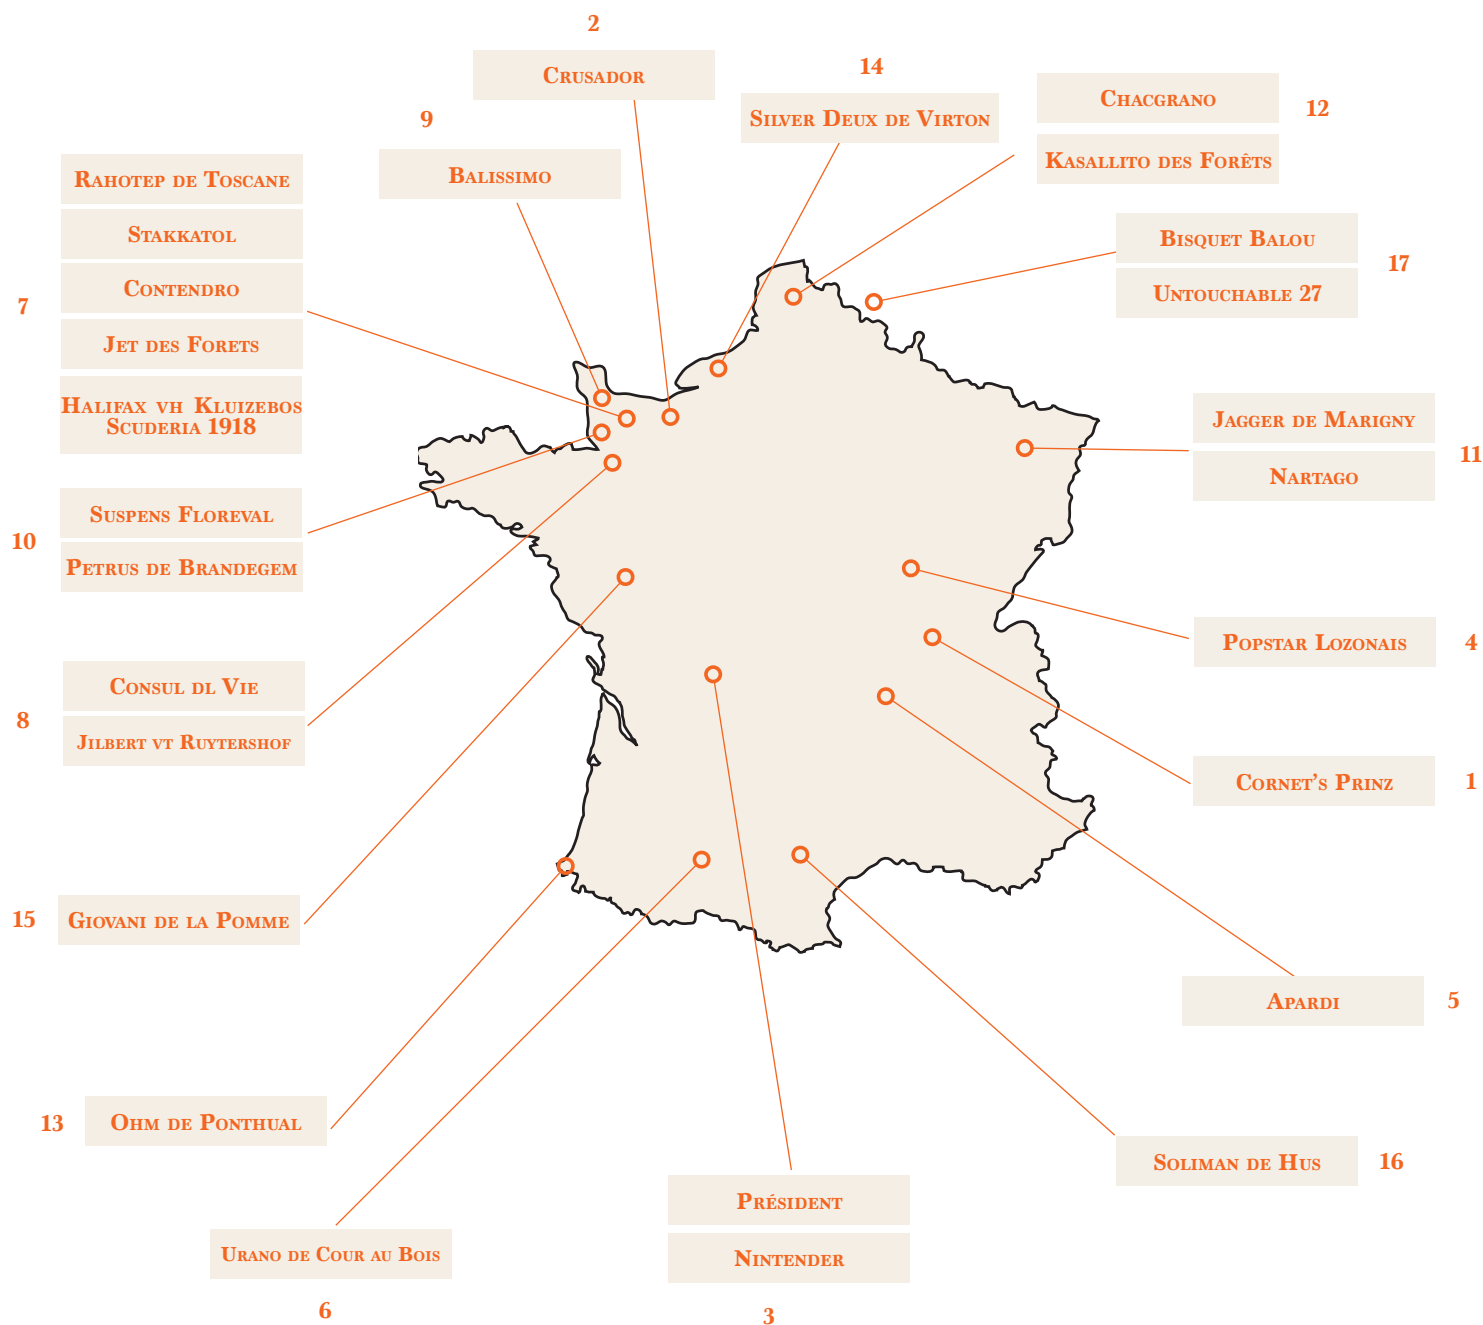 2
Crusador
14
Silver Deux de Virton
Chacgrano
12
Kasallito des Forêts
9
Balissimo
Rahotep de Toscane
Stakkatol
Contendro
7
Jet des Forets
Halifax vh Kluizebos
Scuderia 1918
Bisquet Balou
17
Untouchable 27
Jagger de Marigny
11
Nartago
Suspens Floreval
10
Petrus de Brandegem
Popstar Lozonais
4
Consul dl Vie
8
Jilbert vt Ruytershof
Cornet's Prinz
1
15
Giovani de la Pomme
Apardi
5
13
Ohm de Ponthual
Soliman de Hus
16
Président
Nintender
3
Urano de Cour au Bois
6